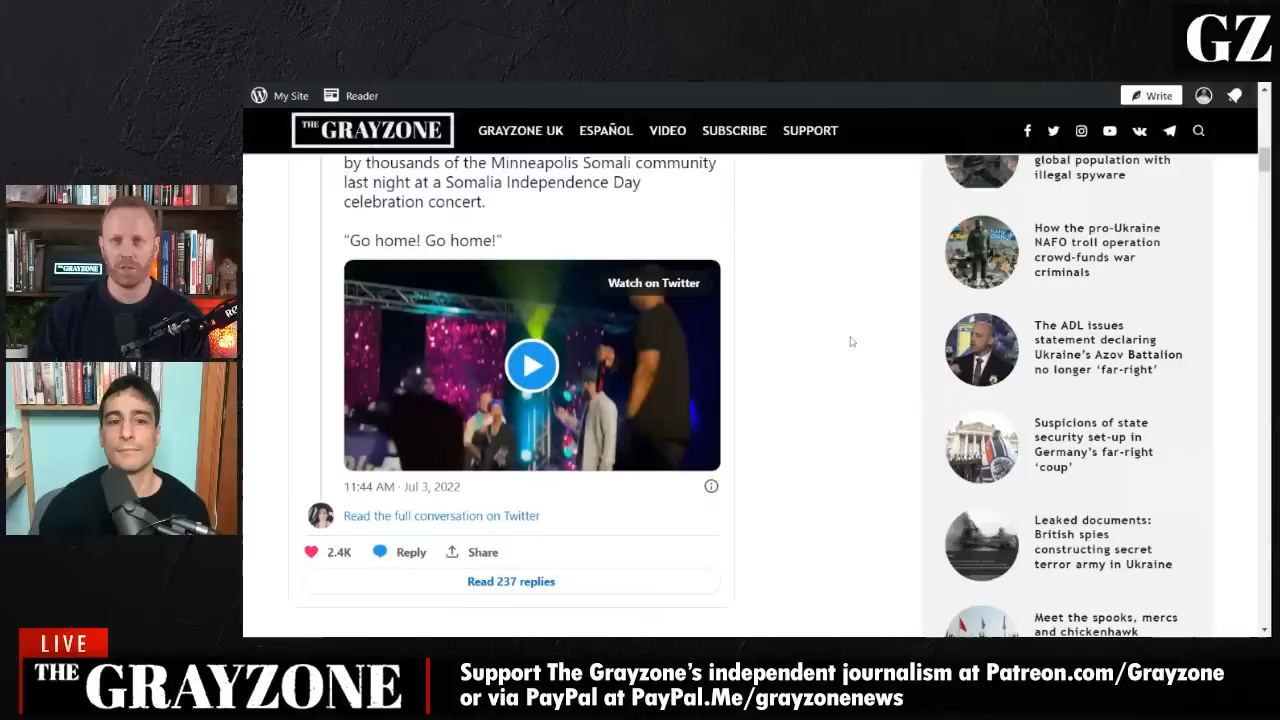 GZ
My Site
Reader
Write
THE GRAYZONE
GRAYZONE UK
ESPAÑOL
VIDEO
SUBSCRIBE
SUPPORT
by thousands of the Minneapolis Somali community
last night at a Somalia Independence Day
celebration concert.
“Go home! Go home!”
Watch on Twitter
11:44 AM · Jul 3, 2022
Read the full conversation on Twitter
2.4K
Reply
Share
Read 237 replies
global population with
illegal spyware
How the pro-Ukraine
NAFO troll operation
crowd-funds war
criminals
The ADL issues
statement declaring
Ukraine’s Azov Battalion
no longer ‘far-right’
Suspicions of state
security set-up in
Germany’s far-right
‘coup’
Leaked documents:
British spies
constructing secret
terror army in Ukraine
Meet the spooks, mercs
and chickenhawk
THE GRAYZONE
LIVE
THE GRAYZONE
Support The Grayzone’s independent journalism at Patreon.com/Grayzone
or via PayPal at PayPal.Me/grayzonenews